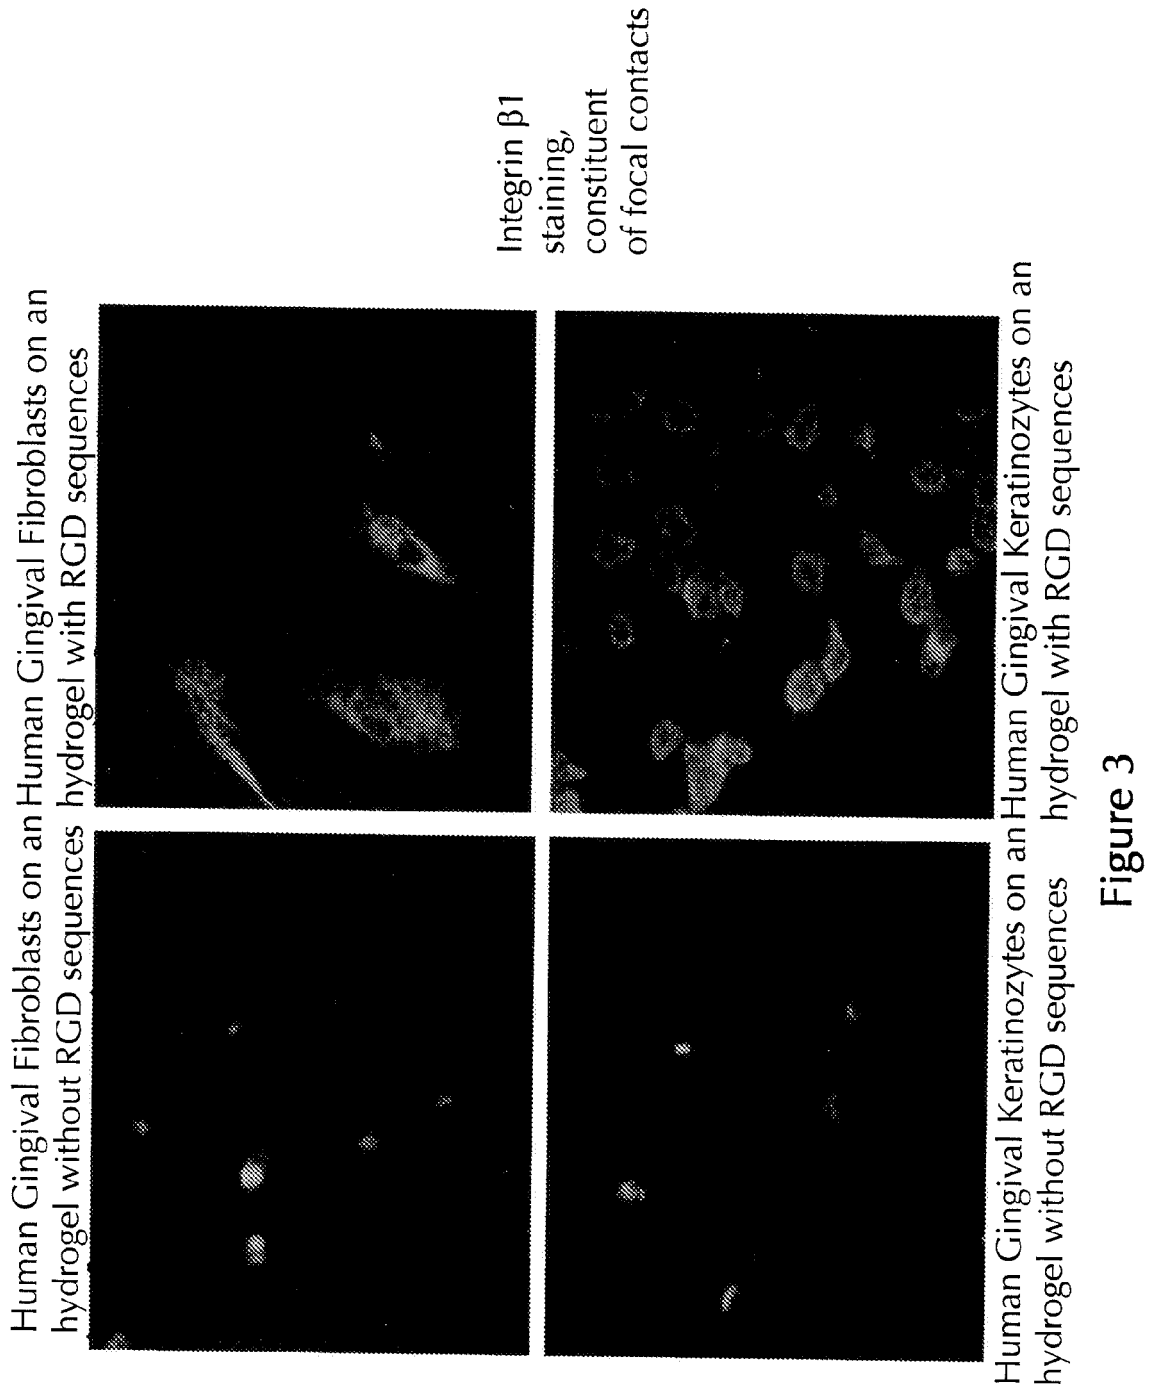 Human Gingival Fibroblasts on an
hydrogel without RGD sequences
Human Gingival Fibroblasts on an
hydrogel with RGD sequences
Integrin β1
staining,
constituent
of focal contacts
Human Gingival Keratinozytes on an
hydrogel without RGD sequences
Human Gingival Keratinozytes on an
hydrogel with RGD sequences
Figure 3